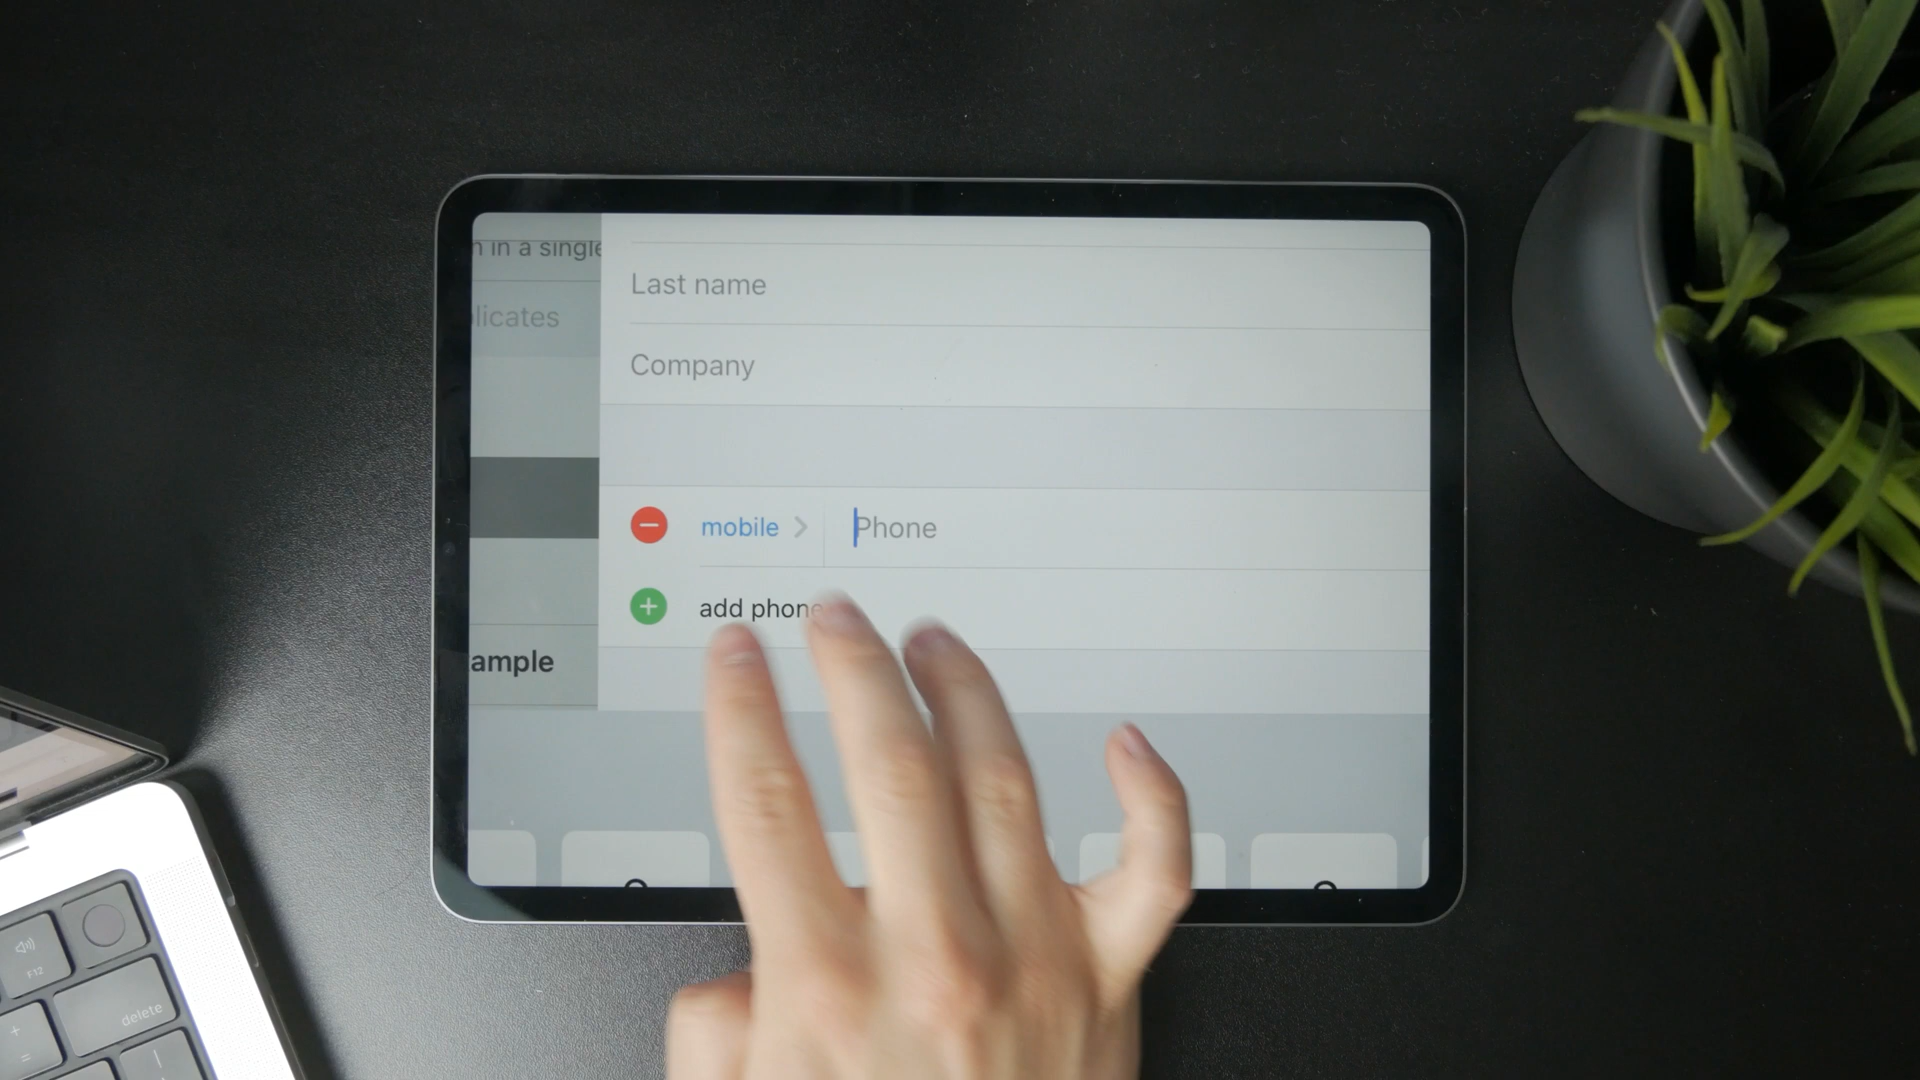 n in a single
licates
ample
Last name
Company
mobile
Phone
add phone
F12
delete
+
=